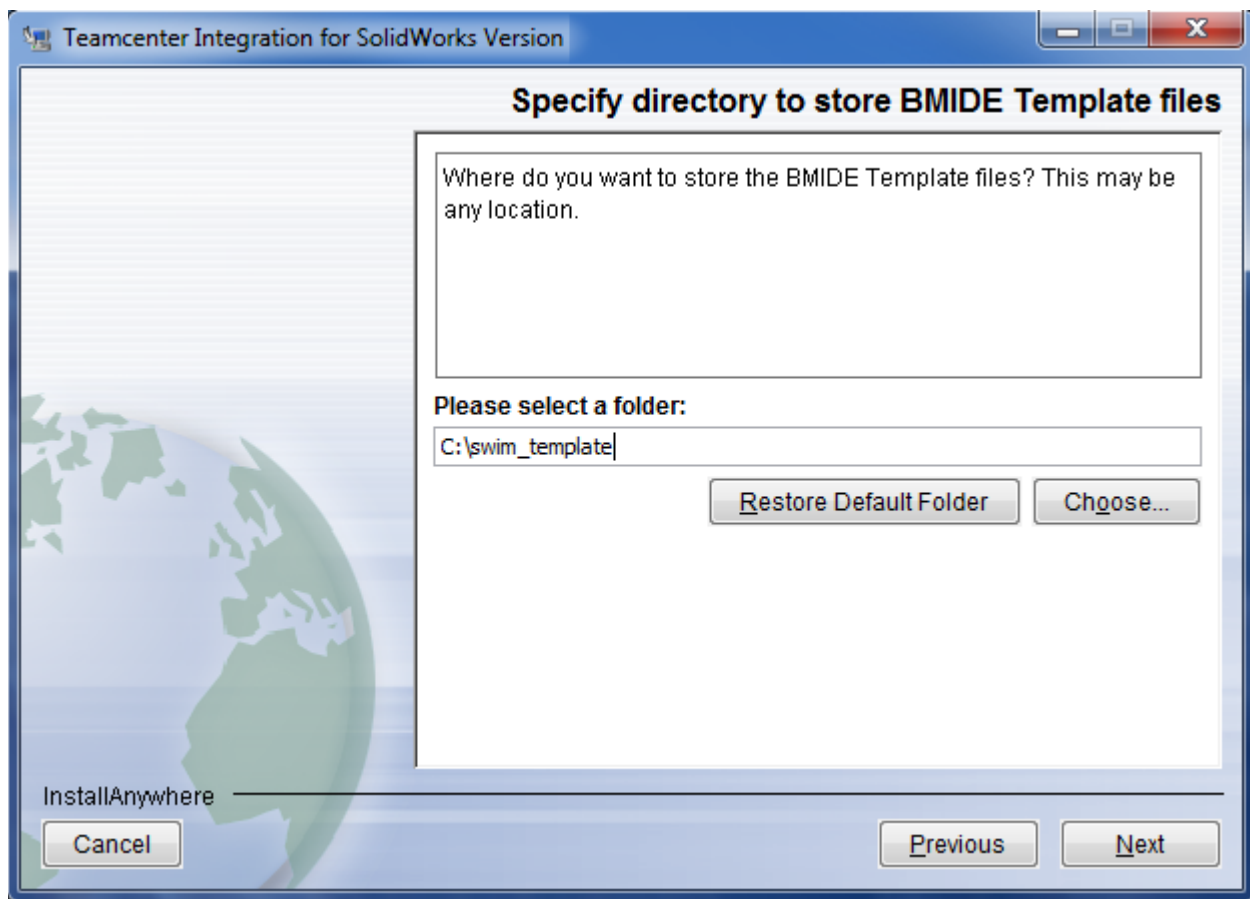 Teamcenter Integration for SolidWorks Version
Specify directory to store BMIDE Template files
Where do you want to store the BMIDE Template files? This may be
any location.
Please select a folder:
C:\swim_template
Restore Default Folder
Choose...
InstallAnywhere
Cancel
Previous
Next